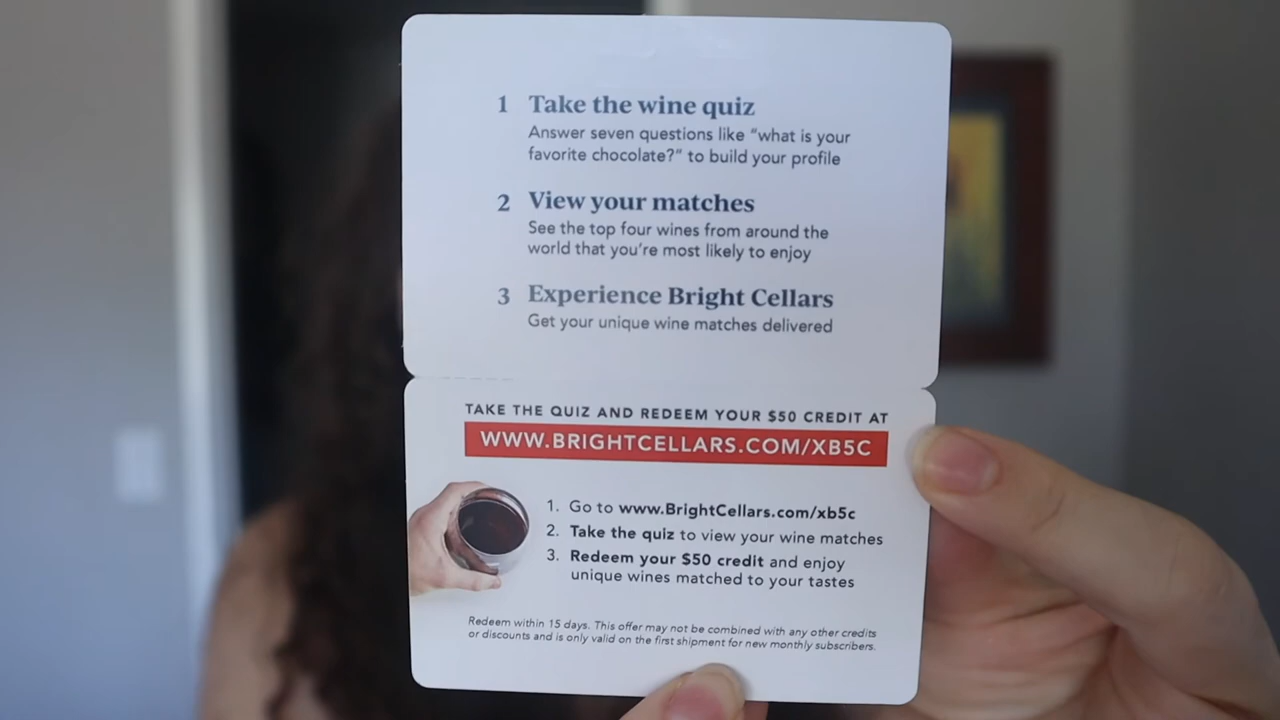 1 Take the wine quiz
Answer seven questions like “what is your
favorite chocolate?” to build your profile
2 View your matches
See the top four wines from around the
world that you’re most likely to enjoy
3 Experience Bright Cellars
Get your unique wine matches delivered
TAKE THE QUIZ AND REDEEM YOUR $50 CREDIT AT
WWW.BRIGHTCELLARS.COM/XB5C
1. Go to www.BrightCellars.com/xb5c
2. Take the quiz to view your wine matches
3. Redeem your $50 credit and enjoy
unique wines matched to your tastes
Redeem within 15 days. This offer may not be combined with any other credits
or discounts and is only valid on the first shipment for new monthly subscribers.